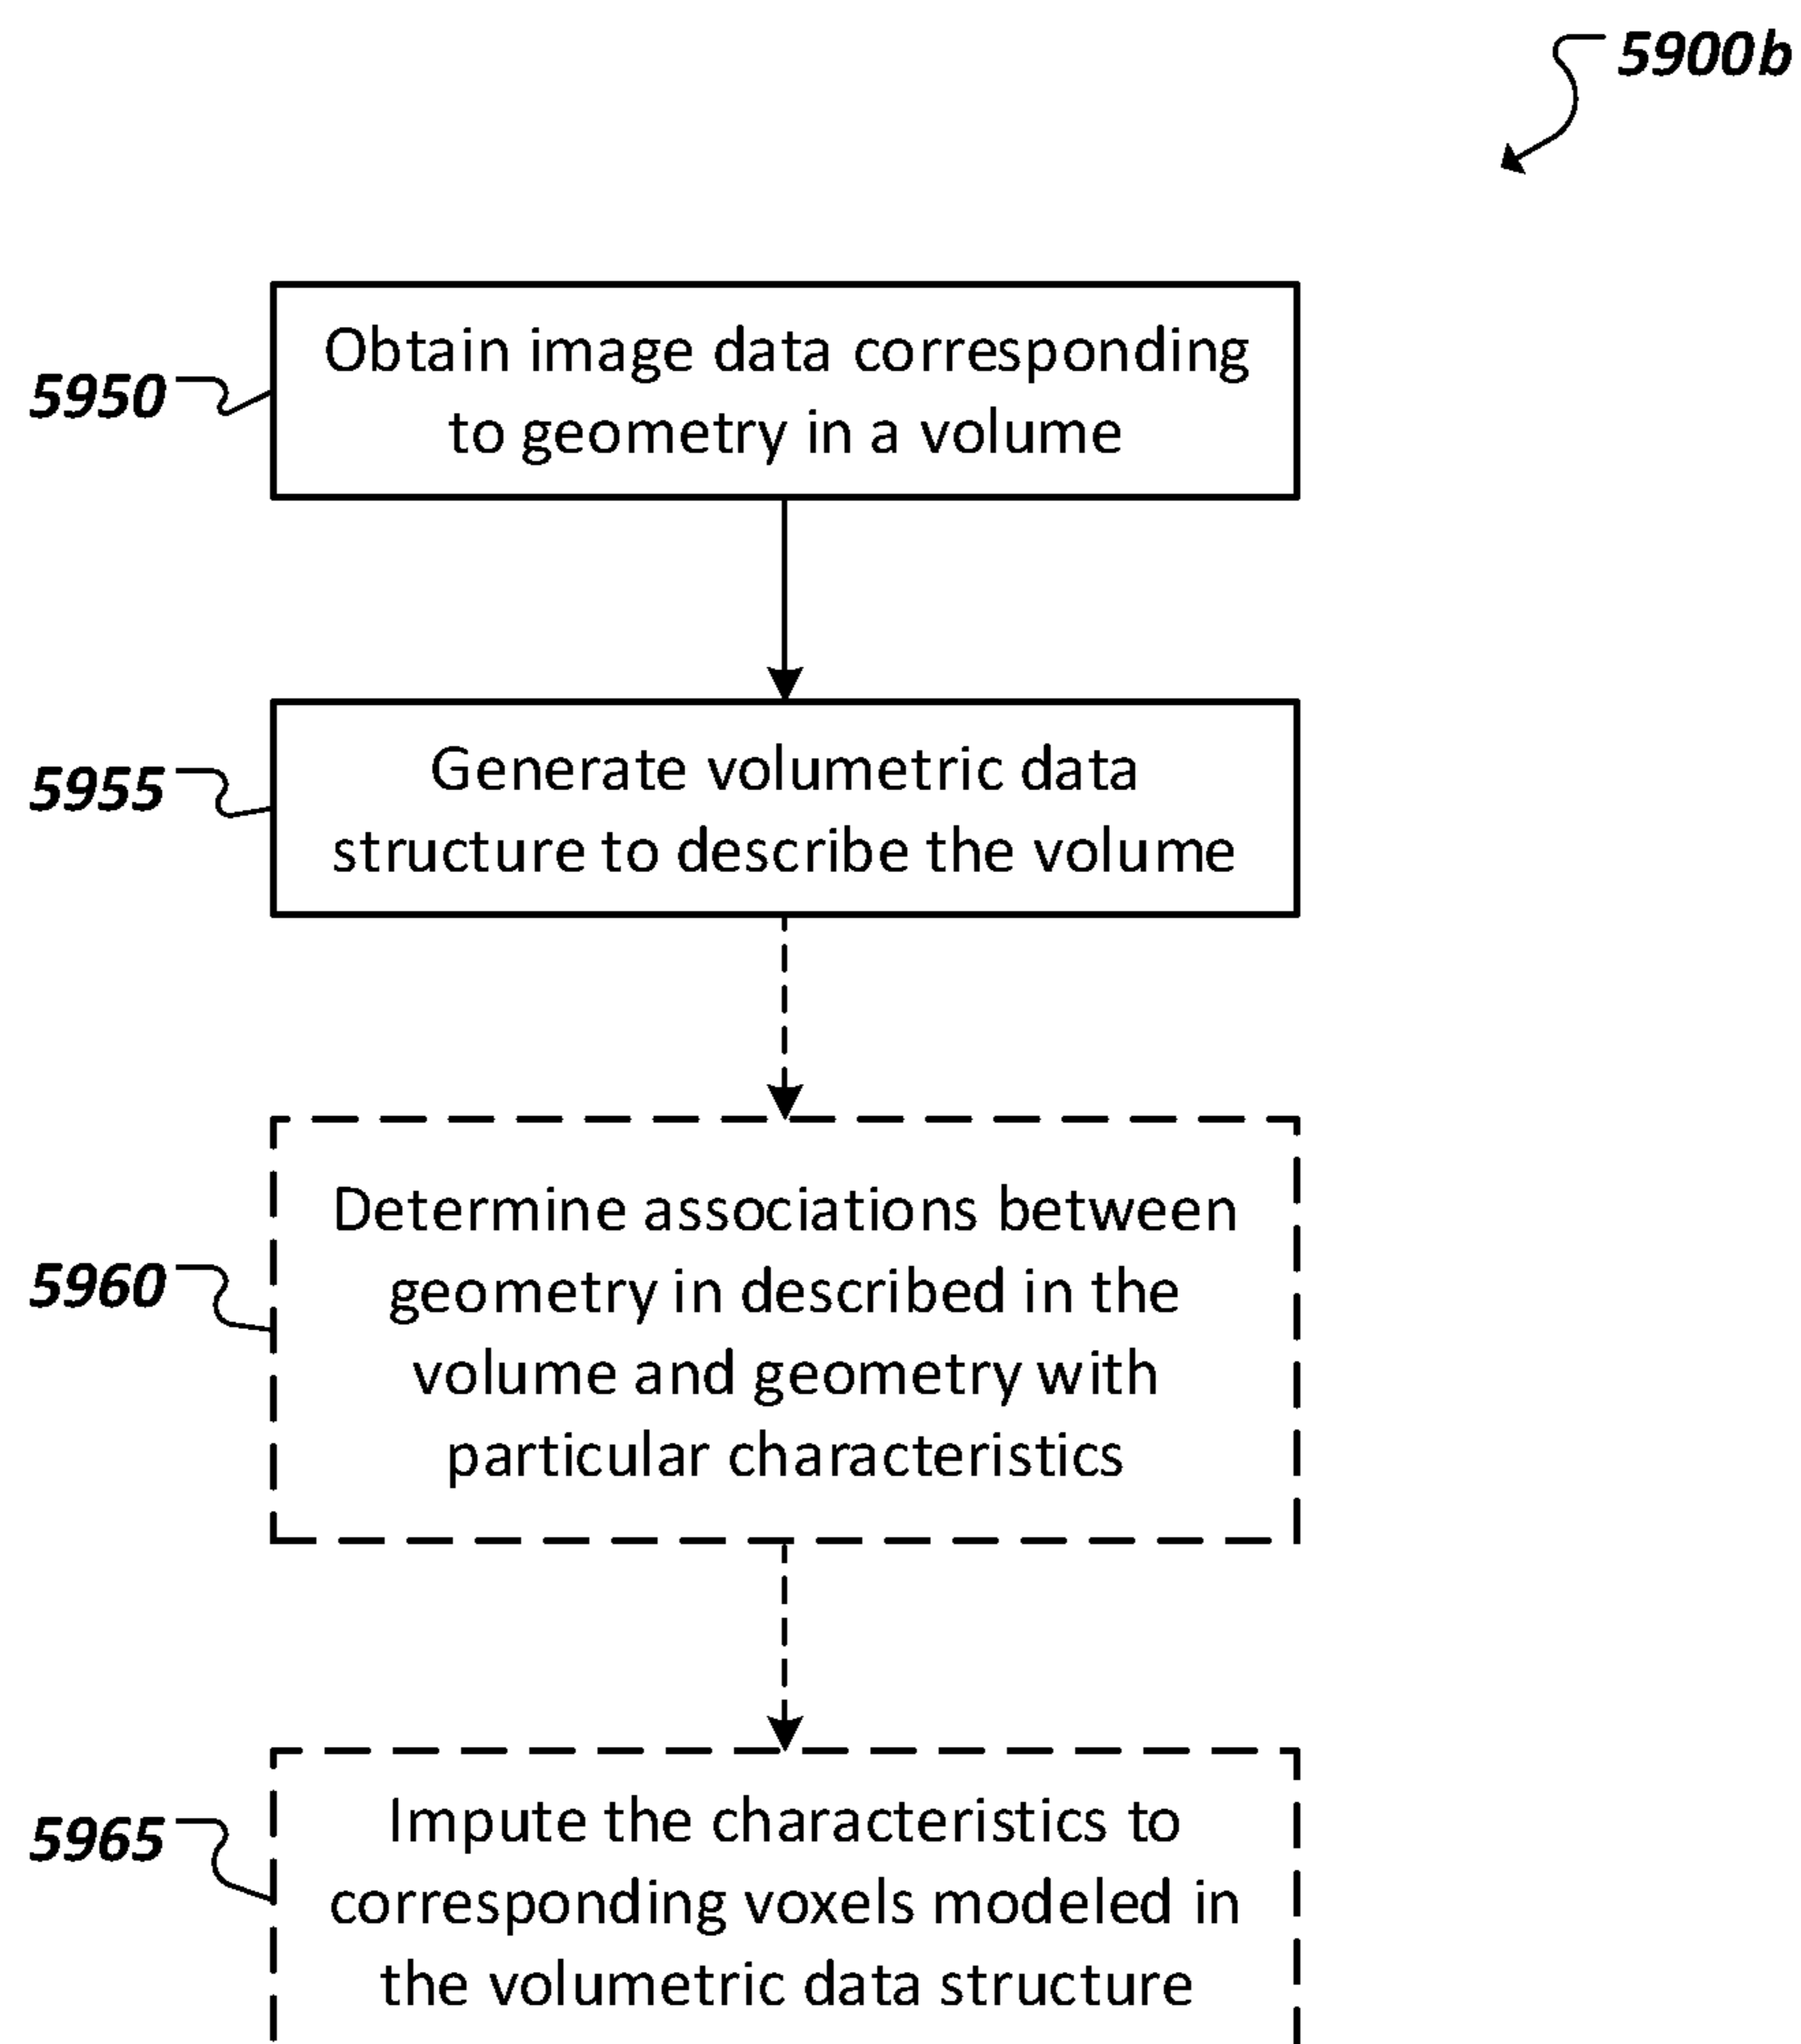 5900b
Obtain image data corresponding
to geometry in a volume
5950
Generate volumetric data
structure to describe the volume
5955
Determine associations between
geometry in described in the
volume and geometry with
particular characteristics
5960
Impute the characteristics to
corresponding voxels modeled in
the volumetric data structure
5965